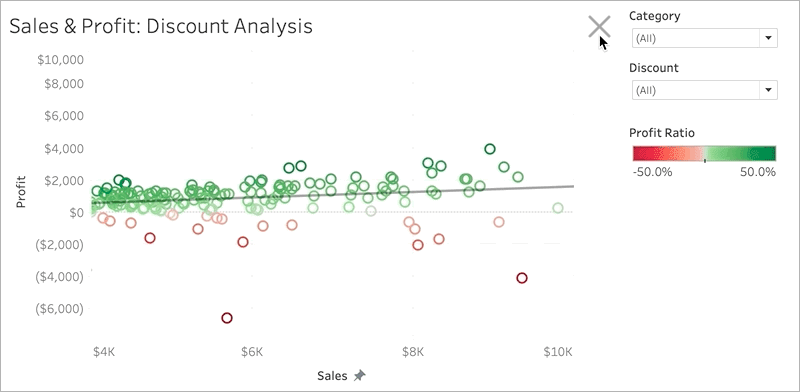 Sales & Profit: Discount Analysis
Category
(All)
Discount
(All)
Profit Ratio
-50.0%
50.0%
Profit
$10,000
$8,000
$6,000
$4,000
$2,000
$0
($2,000)
($4,000)
($6,000)
$4K
$6K
$8K
$10K
Sales